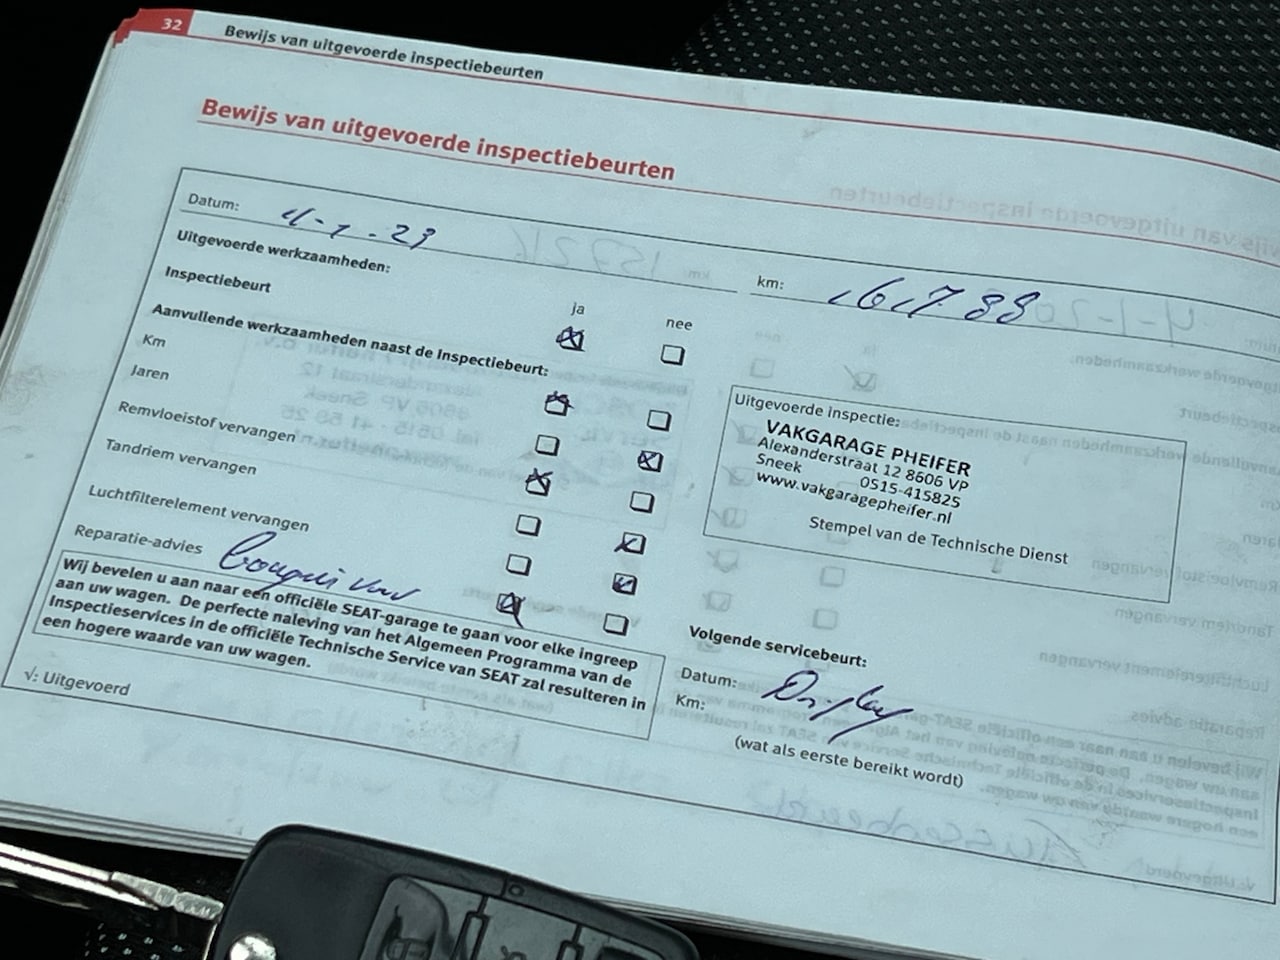 32 Bewijs van uitgevoerde inspectiebeurten
Bewijs van uitgevoerde inspectiebeurten
Datum: 4-1-23
km: 161788
Uitgevoerde werkzaamheden:
ja nee
Inspectiebeurt
Aanvullende werkzaamheden naast de Inspectiebeurt:
Km
Jaren
Remvloeistof vervangen
Tandriem vervangen
Luchtfilterelement vervangen
Reparatie-advies
Wij bevelen u aan naar een officiële SEAT-garage te gaan voor elke ingreep
aan uw wagen. De perfecte naleving van het Algemeen Programma van de
Inspectieservices in de officiële Technische Service van SEAT zal resulteren in
een hogere waarde van uw wagen.
√: Uitgevoerd
Uitgevoerde inspectie:
VAKGARAGE PHEIFER
Alexanderstraat 12 8606 VP
Sneek 0515-415825
www.vakgaragepheifer.nl
Stempel van de Technische Dienst
Volgende servicebeurt:
Datum: Display
Km:
(wat als eerste bereikt wordt)